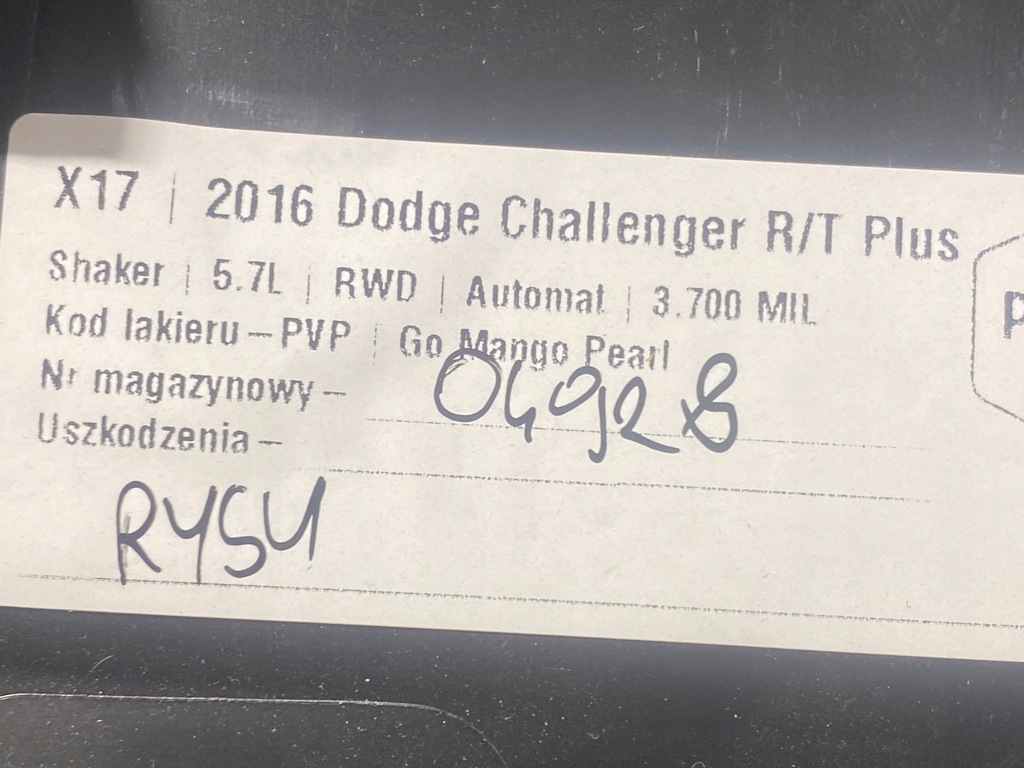 X17 | 2016 Dodge Challenger R/T Plus
Shaker | 5.7L | RWD | Automat | 3.700 MIL
Kod lakieru – PVP | Go Mango Pearl
Nr magazynowy – 04928
Uszkodzenia –
RYSY
P